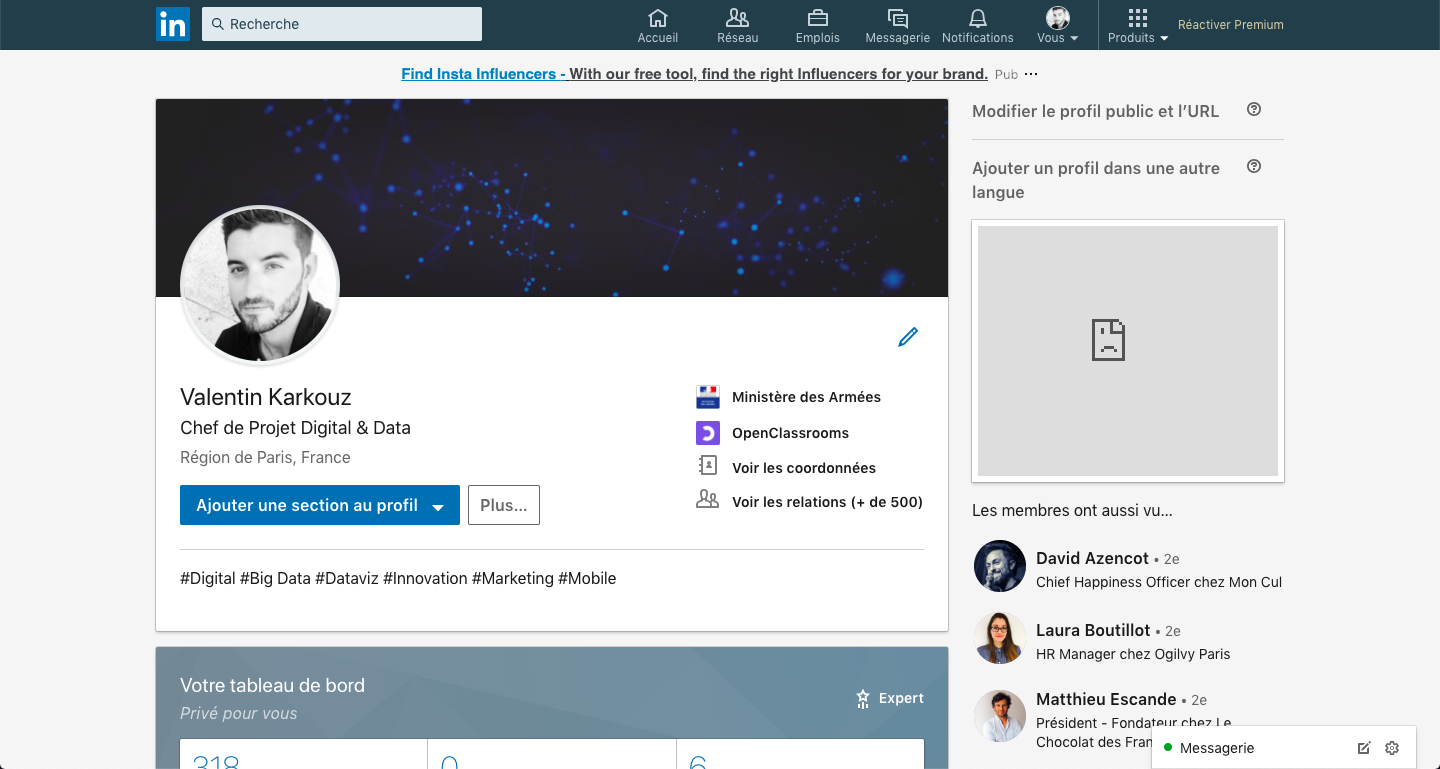 in
Recherche
Accueil
Réseau
Emplois
Messagerie
Notifications
Vous
Produits
Réactiver Premium
Find Insta Influencers - With our free tool, find the right Influencers for your brand. Pub ···
Modifier le profil public et l’URL
Ajouter un profil dans une autre
langue
Valentin Karkouz
Chef de Projet Digital & Data
Région de Paris, France
Ajouter une section au profil
Plus...
Ministère des Armées
OpenClassrooms
Voir les coordonnées
Voir les relations (+ de 500)
#Digital #Big Data #Dataviz #Innovation #Marketing #Mobile
Votre tableau de bord
Privé pour vous
Expert
318
0
6
Les membres ont aussi vu...
David Azencot • 2e
Chief Happiness Officer chez Mon Cul
Laura Boutillot • 2e
HR Manager chez Ogilvy Paris
Matthieu Escande • 2e
Président - Fondateur chez Le
Chocolat des Fran
Messagerie